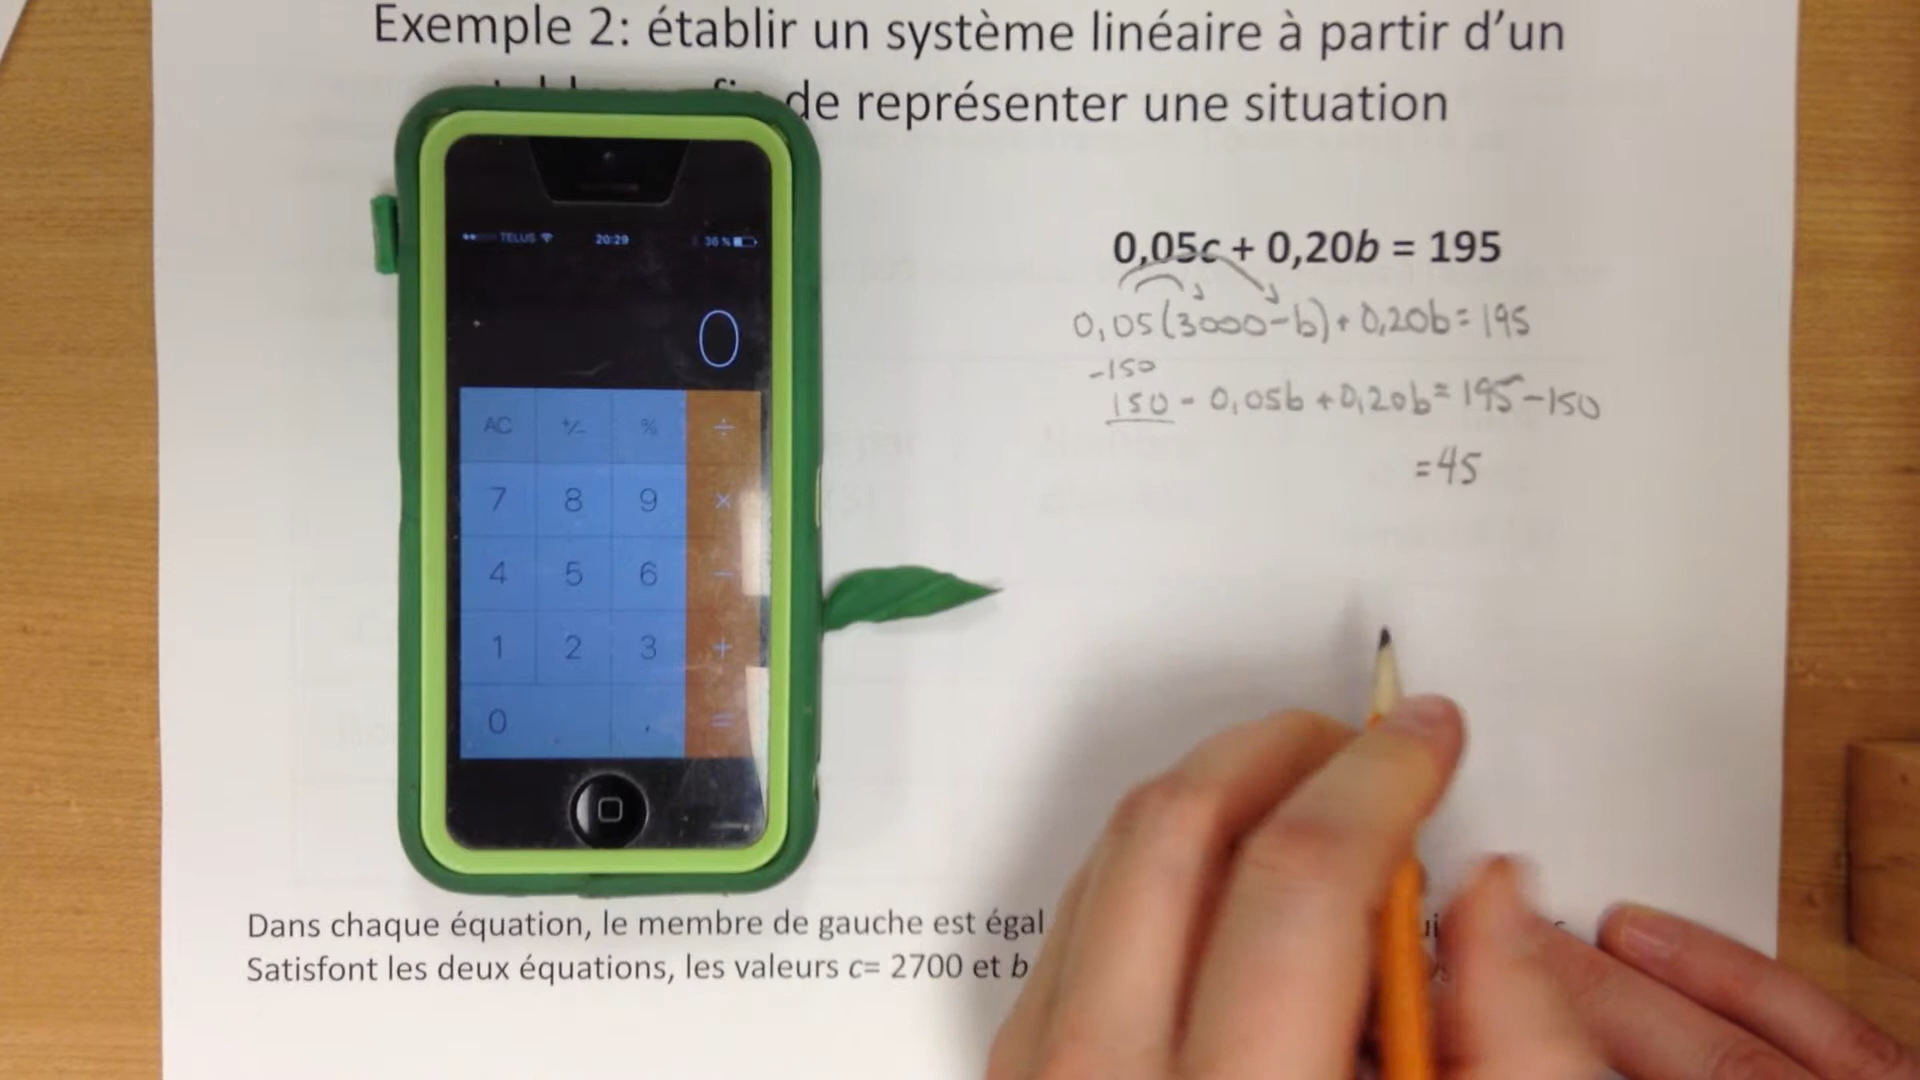 Exemple 2: établir un système linéaire à partir d'un
de représenter une situation
TELUS 20:29 36 %
0
AC +/- % ÷
7 8 9 ×
4 5 6 −
1 2 3 +
0 , =
0,05c + 0,20b = 195
0,05(3000-b)+0,20b=195
-150
150 - 0,05b +0,20b= 195-150
=45
Dans chaque équation, le membre de gauche est égal
Satisfont les deux équations, les valeurs c= 2700 et b